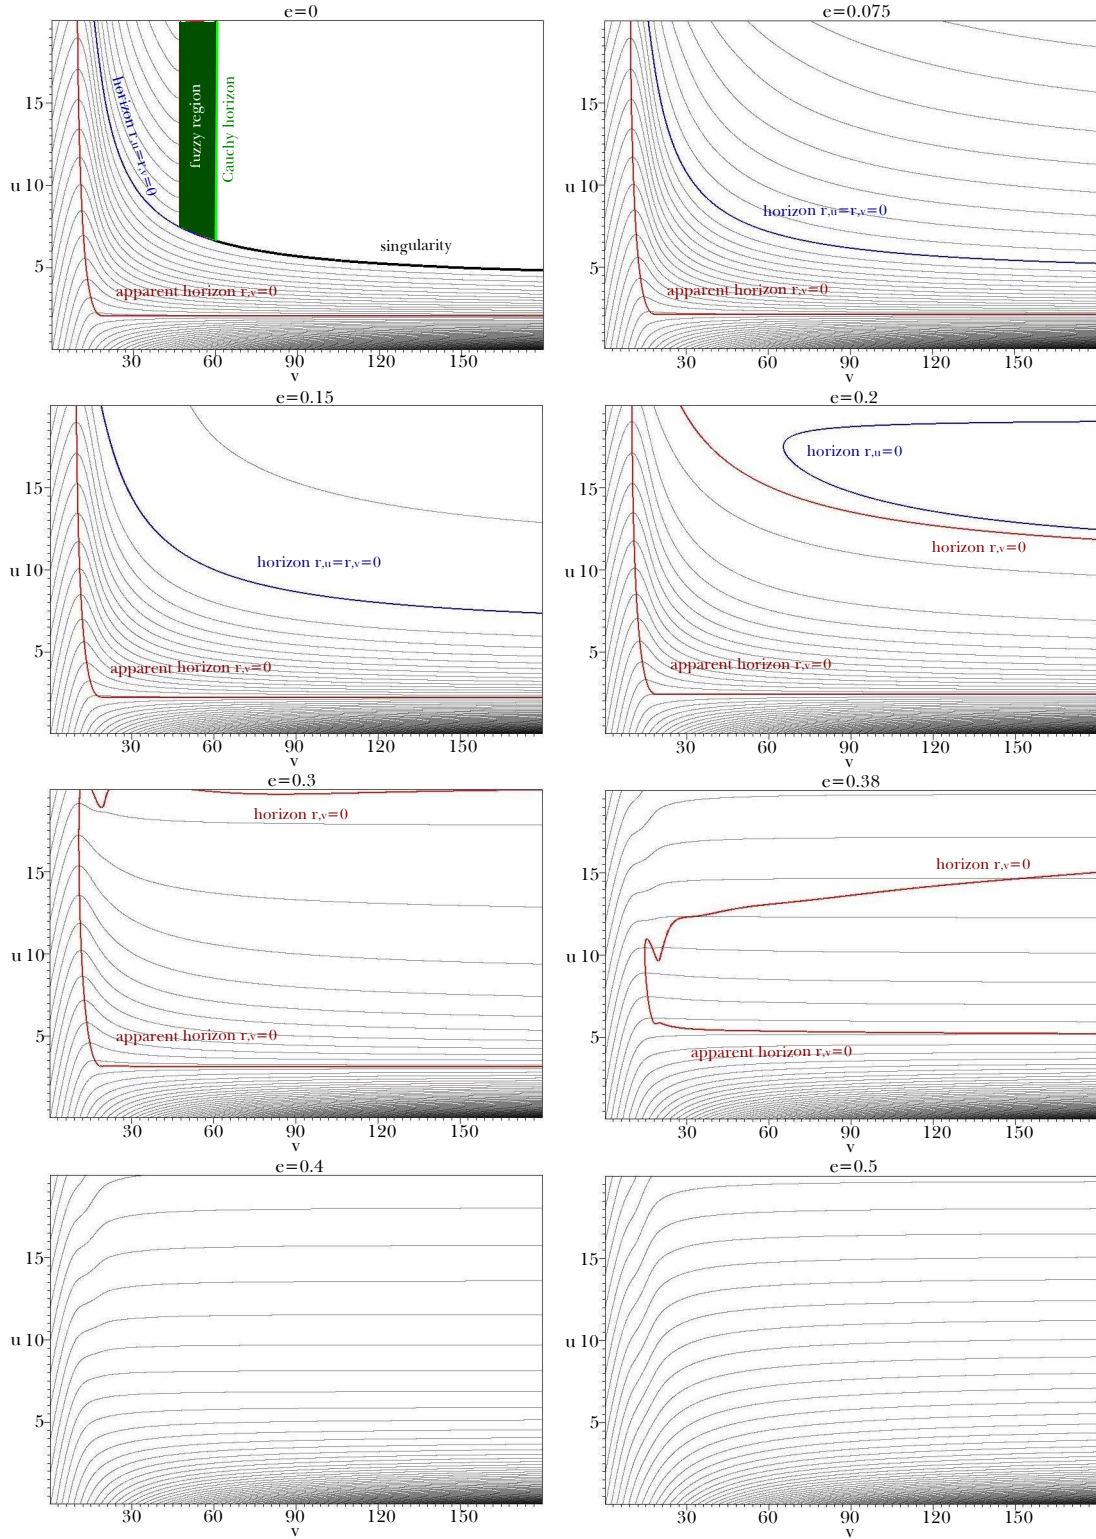 e=0
15
u 10
5
horizon r,u=r,v=0
fuzzy region
Cauchy horizon
singularity
apparent horizon r,v=0
30 60 90 120 150
v
e=0.075
15
u 10
5
horizon r,u=r,v=0
apparent horizon r,v=0
30 60 90 120 150
v
e=0.15
15
u 10
5
horizon r,u=r,v=0
apparent horizon r,v=0
30 60 90 120 150
v
e=0.2
15
u 10
5
horizon r,u=0
horizon r,v=0
apparent horizon r,v=0
30 60 90 120 150
v
e=0.3
horizon r,v=0
15
u 10
5
apparent horizon r,v=0
30 60 90 120 150
v
e=0.38
horizon r,v=0
15
u 10
5
apparent horizon r,v=0
30 60 90 120 150
v
e=0.4
15
u 10
5
30 60 90 120 150
v
e=0.5
15
u 10
5
30 60 90 120 150
v